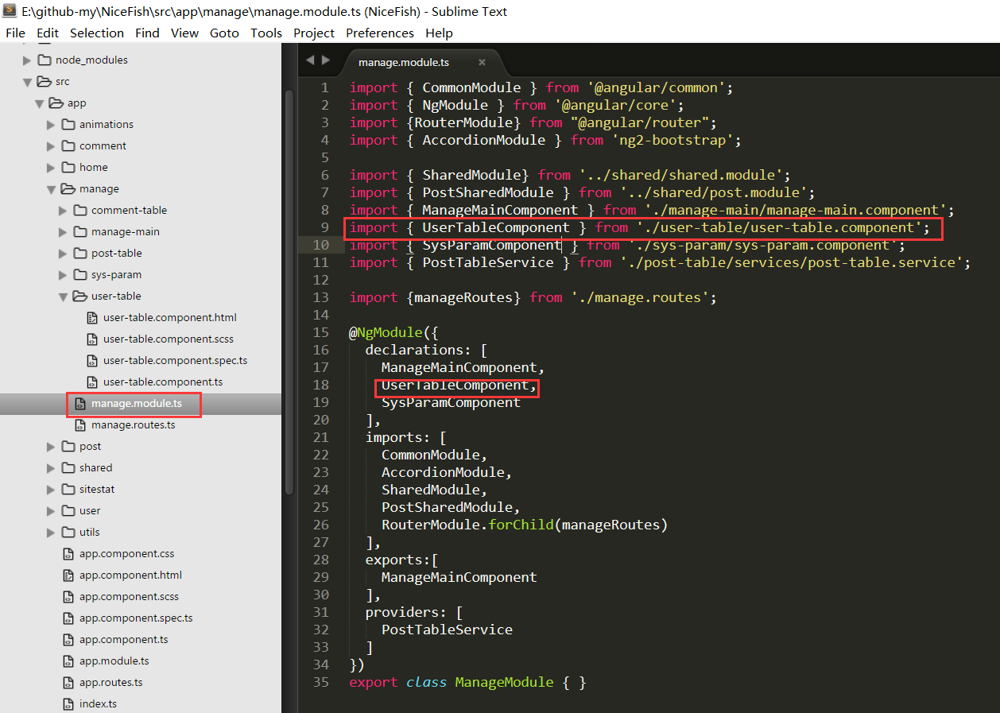 E:\github-my\NiceFish\src\app\manage\manage.module.ts (NiceFish) - Sublime Text
File Edit Selection Find View Goto Tools Project Preferences Help
node_modules
src
app
animations
comment
home
manage
comment-table
manage-main
post-table
sys-param
user-table
user-table.component.html
user-table.component.scss
user-table.component.spec.ts
user-table.component.ts
manage.module.ts
manage.routes.ts
post
shared
sitestat
user
utils
app.component.css
app.component.html
app.component.scss
app.component.spec.ts
app.component.ts
app.module.ts
app.routes.ts
index.ts
manage.module.ts ×
1 import { CommonModule } from '@angular/common';
2 import { NgModule } from '@angular/core';
3 import {RouterModule} from "@angular/router";
4 import { AccordionModule } from 'ng2-bootstrap';
5
6 import { SharedModule} from '../shared/shared.module';
7 import { PostSharedModule } from '../shared/post.module';
8 import { ManageMainComponent } from './manage-main/manage-main.component';
9 import { UserTableComponent } from './user-table/user-table.component';
10 import { SysParamComponent } from './sys-param/sys-param.component';
11 import { PostTableService } from './post-table/services/post-table.service';
12
13 import {manageRoutes} from './manage.routes';
14
15 @NgModule({
16   declarations: [
17     ManageMainComponent,
18     UserTableComponent,
19     SysParamComponent
20   ],
21   imports: [
22     CommonModule,
23     AccordionModule,
24     SharedModule,
25     PostSharedModule,
26     RouterModule.forChild(manageRoutes)
27   ],
28   exports:[
29     ManageMainComponent
30   ],
31   providers: [
32     PostTableService
33   ]
34 })
35 export class ManageModule { }